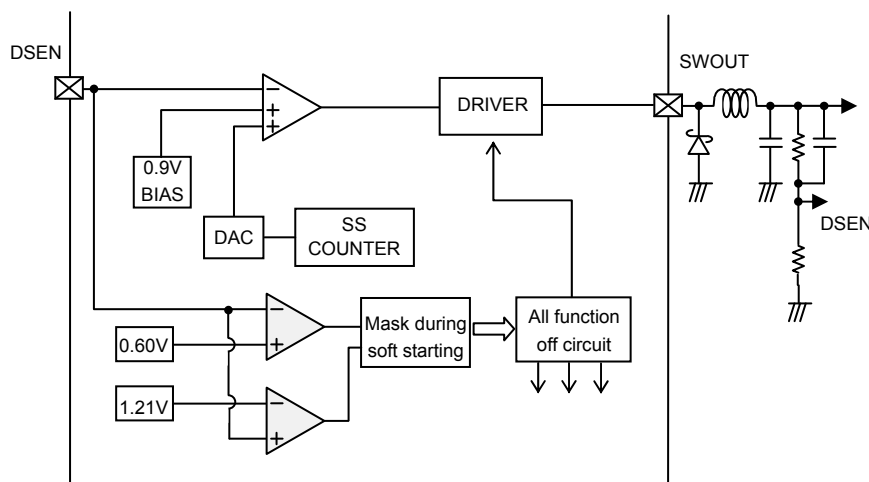 DSEN
SWOUT
DRIVER
0.9V
BIAS
DAC
SS
COUNTER
DSEN
Mask during
soft starting
All function
off circuit
0.60V
1.21V